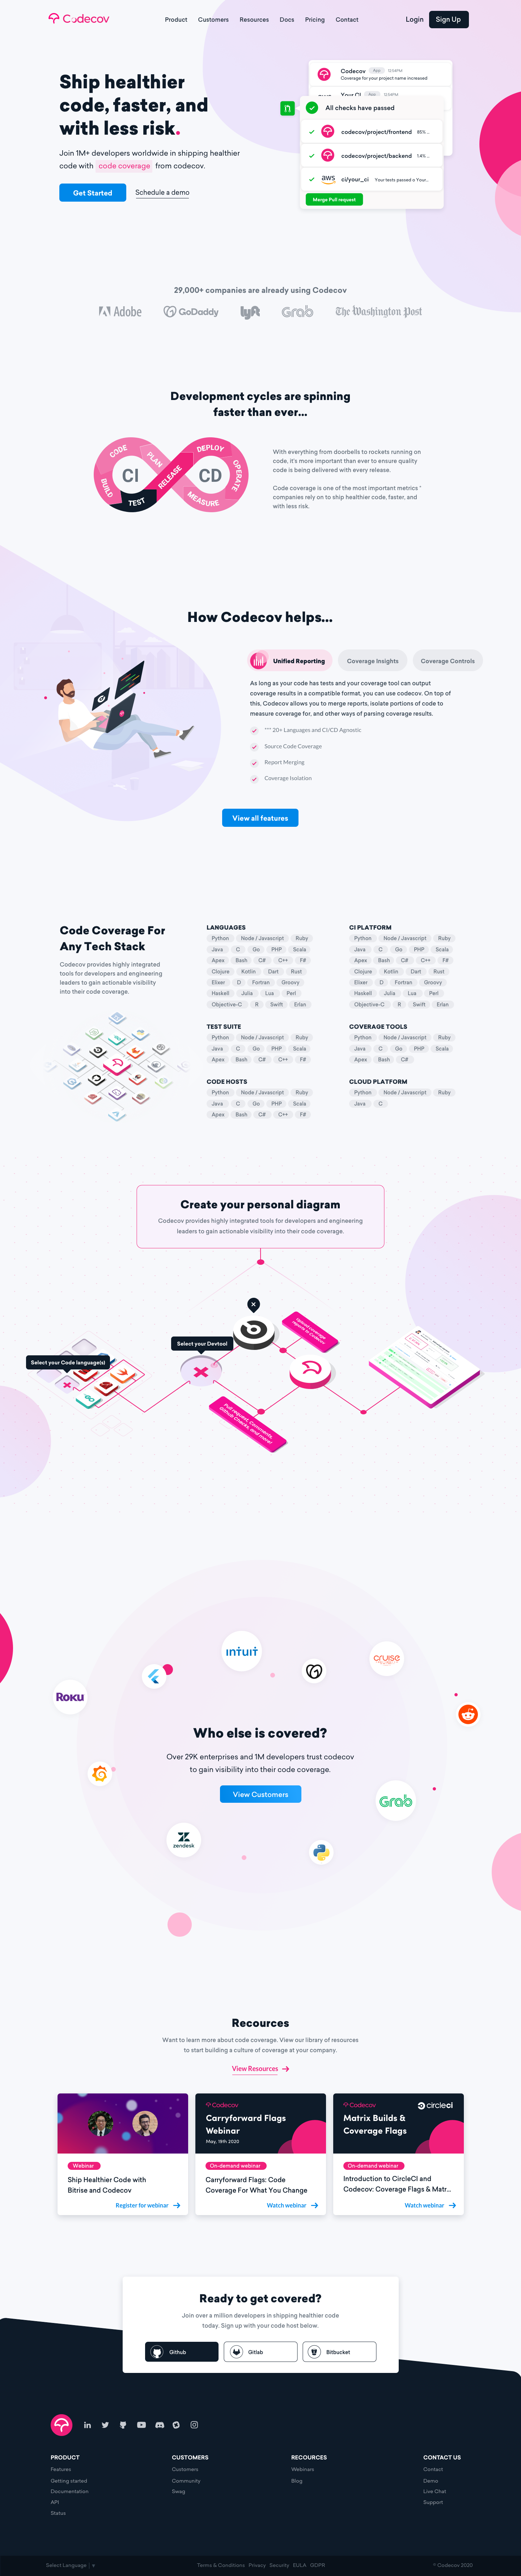 Codecov
Product Customers Resources Docs Pricing Contact
Login Sign Up
Ship healthier
code, faster, and
with less risk.
Join 1M+ developers worldwide in shipping healthier
code with code coverage from codecov.
Get Started Schedule a demo
Codecov App
Coverage for your project name increased
Your CI App
All checks have passed
codecov/project/frontend
codecov/project/backend
aws ci/your_ci Your tests passed o Your...
Merge Pull request
29,000+ companies are already using Codecov
Adobe GoDaddy lyft Grab The Washington Post
Development cycles are spinning
faster than ever...
CODE PLAN DEPLOY OPERATE
CI CD
BUILD TEST RELEASE MEASURE
With everything from doorbells to rockets running on
code, it's more important than ever to ensure quality
code is being delivered with every release.
Code coverage is one of the most important metrics "
companies rely on to ship healthier code, faster, and
with less risk.
How Codecov helps...
Unified Reporting Coverage Insights Coverage Controls
As long as your code has tests and your coverage tool can output
coverage results in a compatible format, you can use codecov. On top of
this, Codecov allows you to merge reports, isolate portions of code to
measure coverage for, and other ways of parsing coverage results.
"" 20+ Languages and CI/CD Agnostic
Source Code Coverage
Report Merging
Coverage Isolation
View all features
Code Coverage For
Any Tech Stack
Codecov provides highly integrated
tools for developers and engineering
leaders to gain actionable visibility
into their code coverage.
LANGUAGES
Python Node / Javascript Ruby
Java C Go PHP Scala
Apex Bash C# C++ F#
Clojure Kotlin Dart Rust
Elixer D Fortran Groovy
Haskell Julia Lua Perl
Objective-C R Swift Erlan
CI PLATFORM
Python Node / Javascript Ruby
Java C Go PHP Scala
Apex Bash C# C++ F#
Clojure Kotlin Dart Rust
Elixer D Fortran Groovy
Haskell Julia Lua Perl
Objective-C R Swift Erlan
TEST SUITE
Python Node / Javascript Ruby
Java C Go PHP Scala
Apex Bash C# C++ F#
COVERAGE TOOLS
Python Node / Javascript Ruby
Java C Go PHP Scala
Apex Bash C#
CODE HOSTS
Python Node / Javascript Ruby
Java C Go PHP Scala
Apex Bash C# C++ F#
CLOUD PLATFORM
Python Node / Javascript Ruby
Java C
Create your personal diagram
Codecov provides highly integrated tools for developers and engineering
leaders to gain actionable visibility into their code coverage.
Select your Devtool
Select your Code language(s)
Upload coverage
reports to Codecov
Pull request, Comments,
Github Checks, and more!
intuit
cruise
Roku
Who else is covered?
Over 29K enterprises and 1M developers trust codecov
to gain visibility into their code coverage.
View Customers
Grab
zendesk
Recources
Want to learn more about code coverage. View our library of resources
to start building a culture of coverage at your company.
View Resources
Webinar
Ship Healthier Code with
Bitrise and Codecov
Register for webinar
Codecov
Carryforward Flags
Webinar
May, 19th 2020
On-demand webinar
Carryforward Flags: Code
Coverage For What You Change
Watch webinar
Codecov circleci
Matrix Builds &
Coverage Flags
On-demand webinar
Introduction to CircleCI and
Codecov: Coverage Flags & Matr...
Watch webinar
Ready to get covered?
Join over a million developers in shipping healthier code
today. Sign up with your code host below.
Github Gitlab Bitbucket
PRODUCT
Features
Getting started
Documentation
API
Status
CUSTOMERS
Customers
Community
Swag
RECOURCES
Webinars
Blog
CONTACT US
Contact
Demo
Live Chat
Support
Select Language
Terms & Conditions Privacy Security EULA GDPR
© Codecov 2020